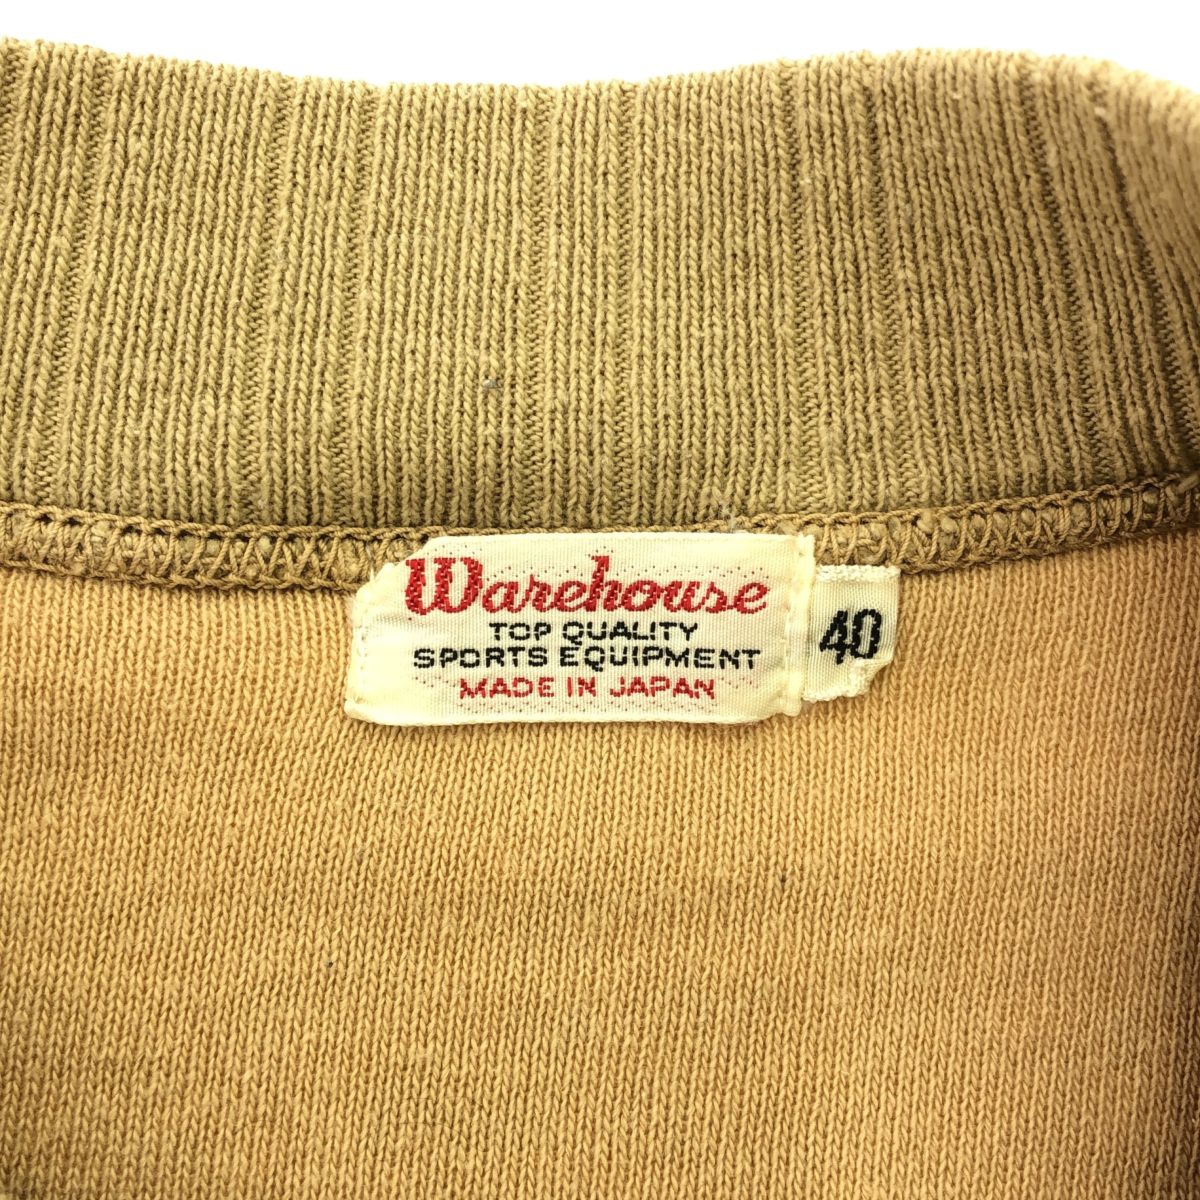 Warehouse
TOP QUALITY
SPORTS EQUIPMENT
MADE IN JAPAN
40